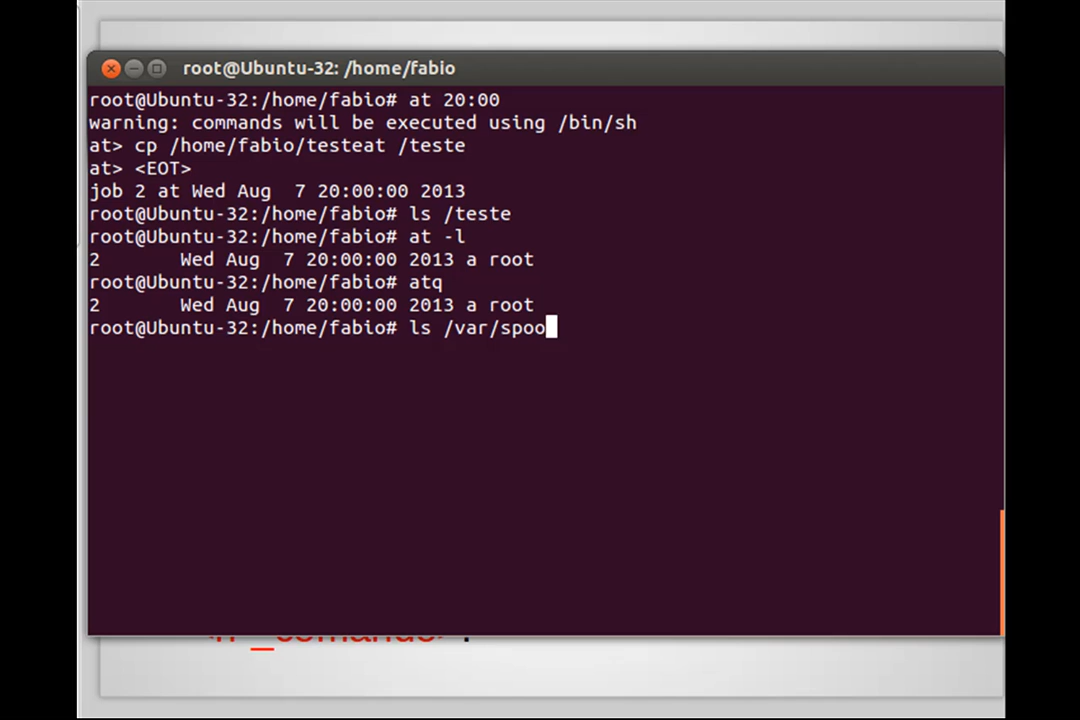 root@Ubuntu-32: /home/fabio
root@Ubuntu-32:/home/fabio# at 20:00
warning: commands will be executed using /bin/sh
at> cp /home/fabio/testeat /teste
at> <EOT>
job 2 at Wed Aug  7 20:00:00 2013
root@Ubuntu-32:/home/fabio# ls /teste
root@Ubuntu-32:/home/fabio# at -l
2       Wed Aug  7 20:00:00 2013 a root
root@Ubuntu-32:/home/fabio# atq
2       Wed Aug  7 20:00:00 2013 a root
root@Ubuntu-32:/home/fabio# ls /var/spoo